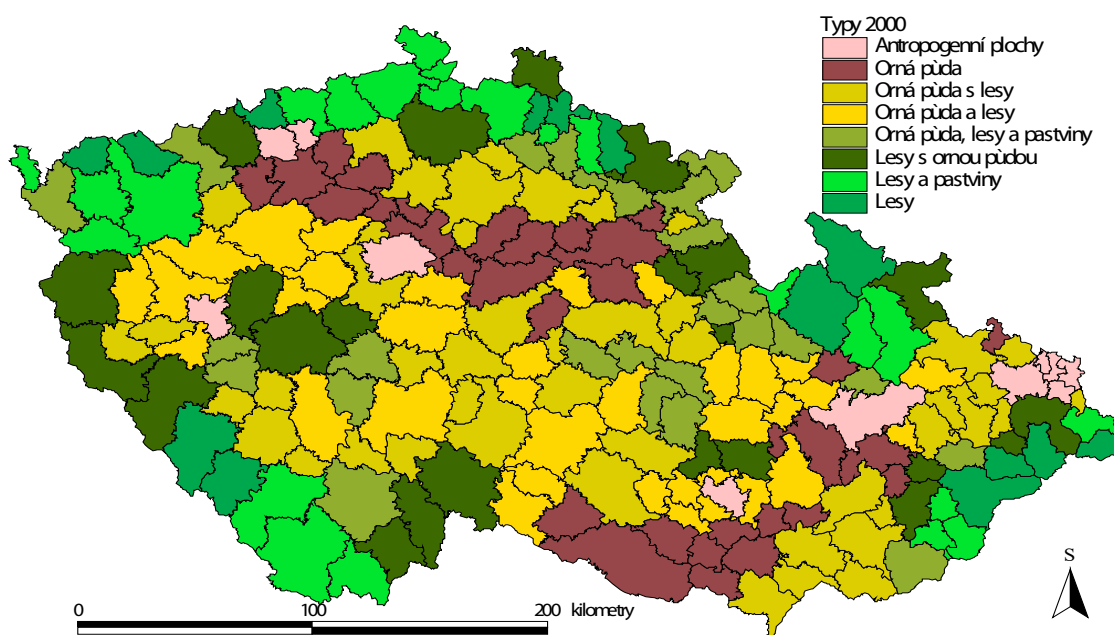 Typy 2000
Antropogenní plochy
Orná pùda
Orná pùda s lesy
Orná pùda a lesy
Orná pùda, lesy a pastviny
Lesy s ornou pùdou
Lesy a pastviny
Lesy
S
0 100 200 kilometry